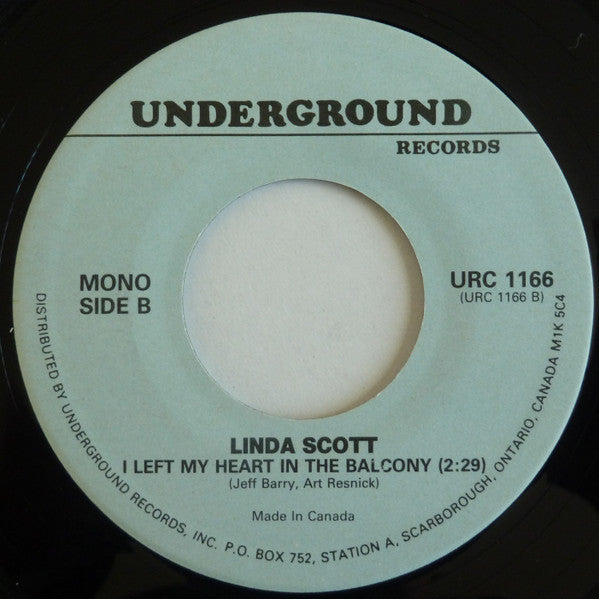 UNDERGROUND
RECORDS
MONO
SIDE B
URC 1166
(URC 1166 B)
LINDA SCOTT
I LEFT MY HEART IN THE BALCONY (2:29)
(Jeff Barry, Art Resnick)
Made In Canada
DISTRIBUTED BY UNDERGROUND RECORDS, INC. P.O. BOX 752, STATION A, SCARBOROUGH, ONTARIO, CANADA M1K 5C4